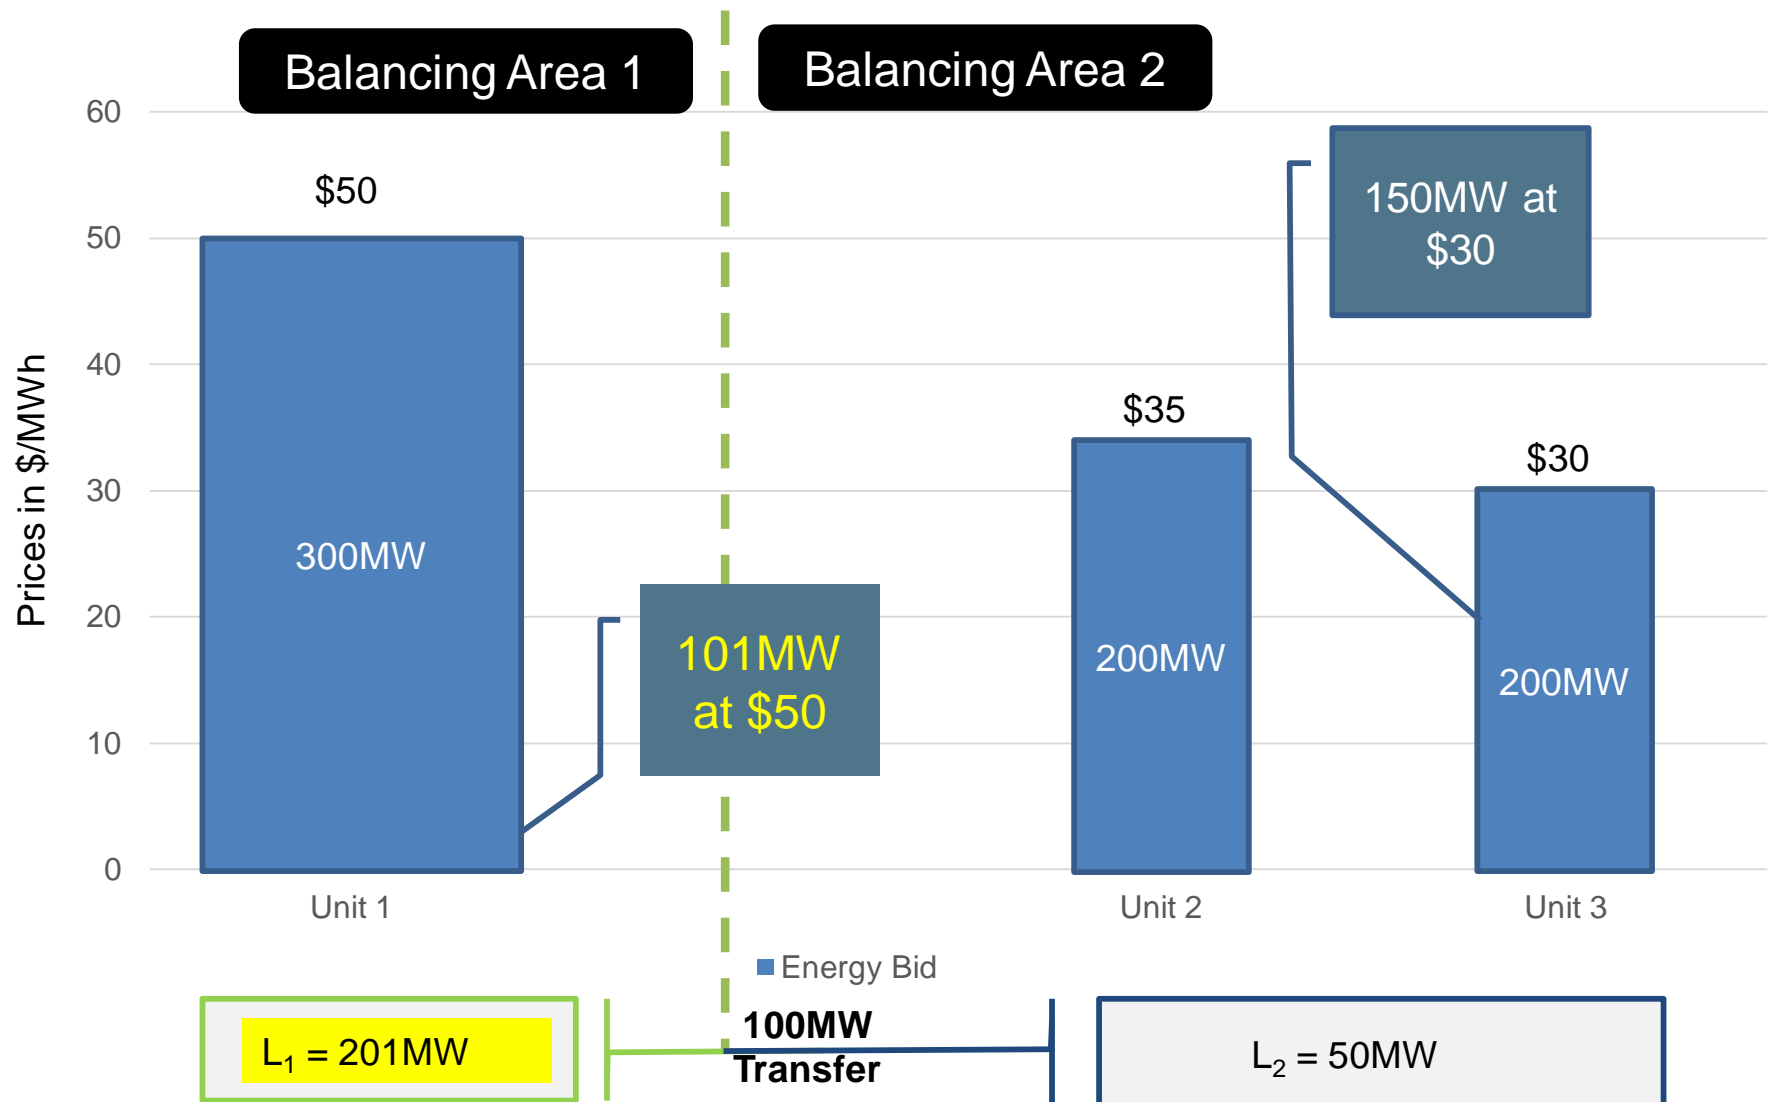 Balancing Area 1
Balancing Area 2
Prices in $/MWh
60
50
40
30
20
10
0
$50
300MW
101MW
at $50
$35
200MW
150MW at
$30
$30
200MW
Unit 1
Unit 2
Unit 3
Energy Bid
L₁ = 201MW
100MW
Transfer
L₂ = 50MW